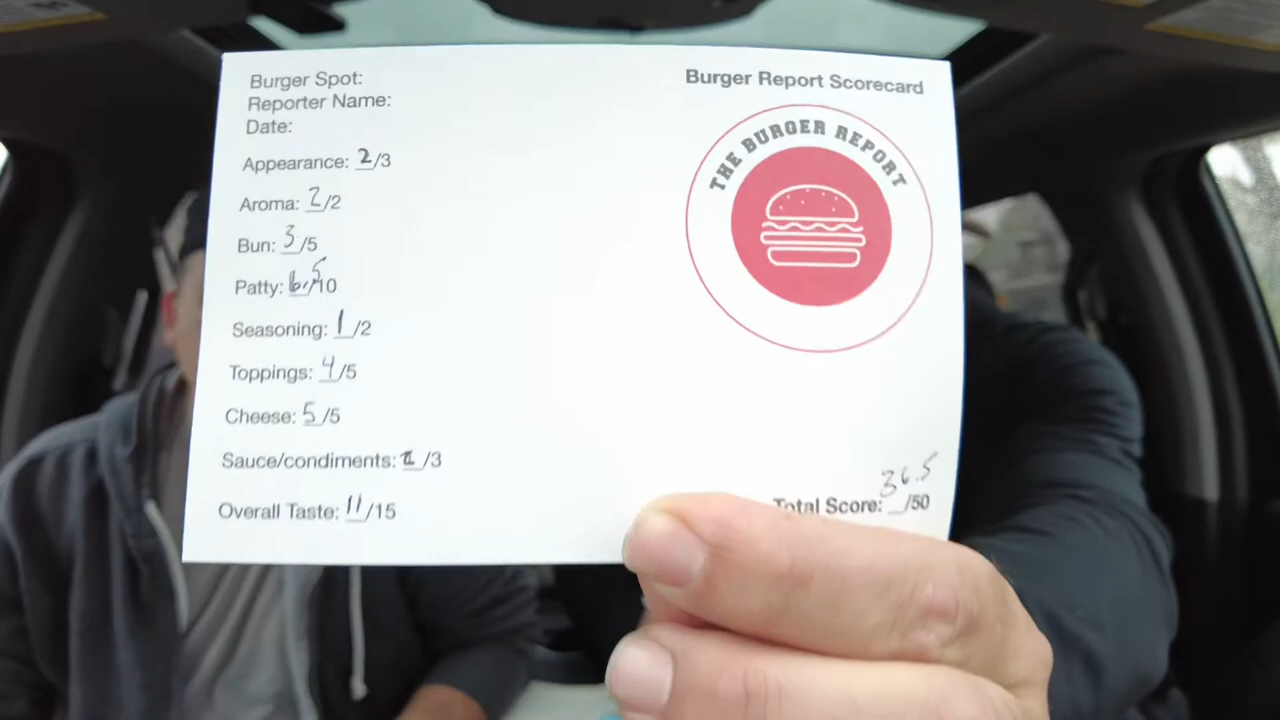 Burger Spot:
Reporter Name:
Date:
Burger Report Scorecard
THE BURGER REPORT
Appearance: 2/3
Aroma: 2/2
Bun: 3/5
Patty: 6.5/10
Seasoning: 1/2
Toppings: 4/5
Cheese: 5/5
Sauce/condiments: 2/3
Overall Taste: 11/15
Total Score: 36.5/50